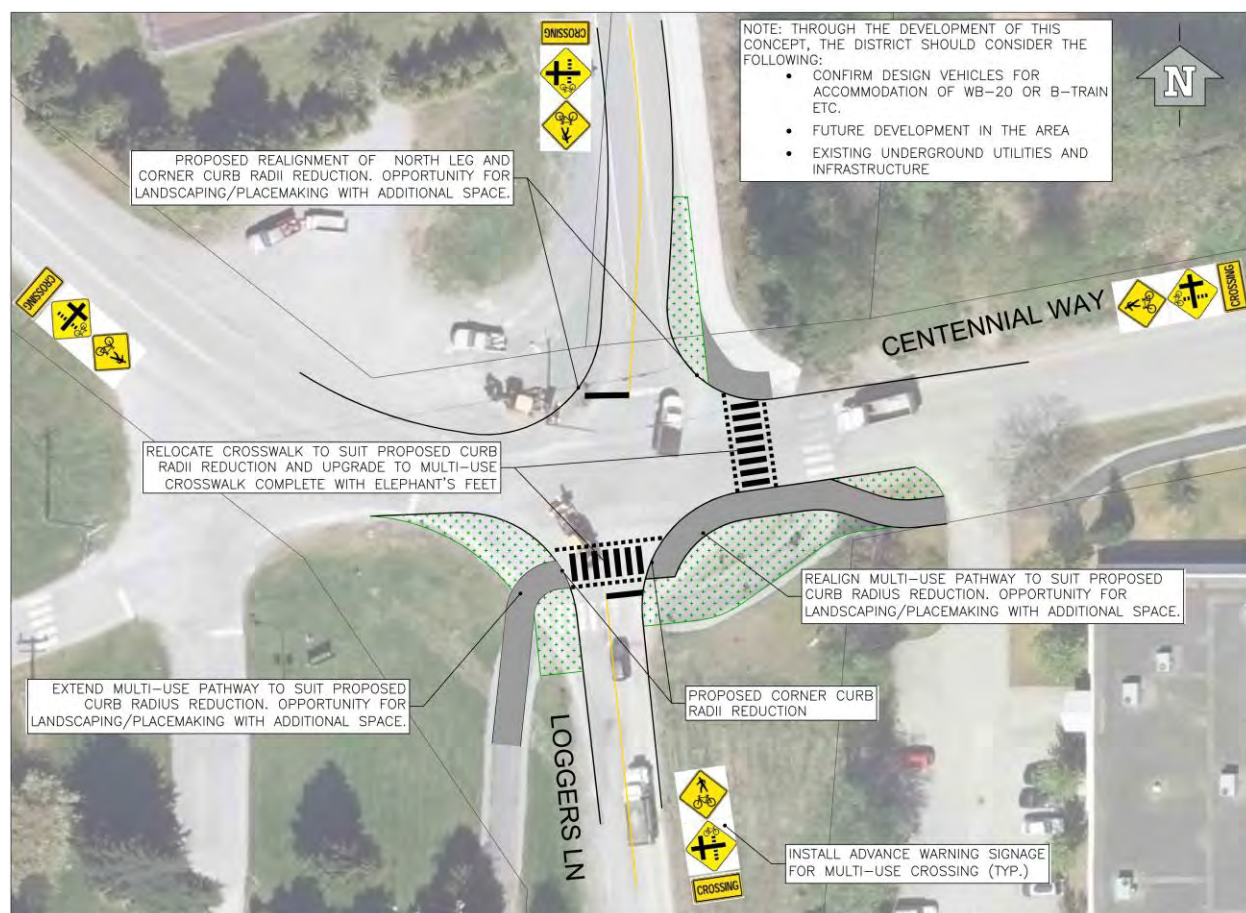 NOTE: THROUGH THE DEVELOPMENT OF THIS
CONCEPT, THE DISTRICT SHOULD CONSIDER THE
FOLLOWING:
• CONFIRM DESIGN VEHICLES FOR
ACCOMMODATION OF WB-20 OR B-TRAIN
ETC.
• FUTURE DEVELOPMENT IN THE AREA
• EXISTING UNDERGROUND UTILITIES AND
INFRASTRUCTURE
N
CROSSING
PROPOSED REALIGNMENT OF NORTH LEG AND
CORNER CURB RADII REDUCTION. OPPORTUNITY FOR
LANDSCAPING/PLACEMAKING WITH ADDITIONAL SPACE.
CROSSING
CENTENNIAL WAY
CROSSING
RELOCATE CROSSWALK TO SUIT PROPOSED CURB
RADII REDUCTION AND UPGRADE TO MULTI-USE
CROSSWALK COMPLETE WITH ELEPHANT'S FEET
REALIGN MULTI-USE PATHWAY TO SUIT PROPOSED
CURB RADIUS REDUCTION. OPPORTUNITY FOR
LANDSCAPING/PLACEMAKING WITH ADDITIONAL SPACE.
EXTEND MULTI-USE PATHWAY TO SUIT PROPOSED
CURB RADIUS REDUCTION. OPPORTUNITY FOR
LANDSCAPING/PLACEMAKING WITH ADDITIONAL SPACE.
PROPOSED CORNER CURB
RADII REDUCTION
LOGGERS LN
INSTALL ADVANCE WARNING SIGNAGE
FOR MULTI-USE CROSSING (TYP.)
CROSSING